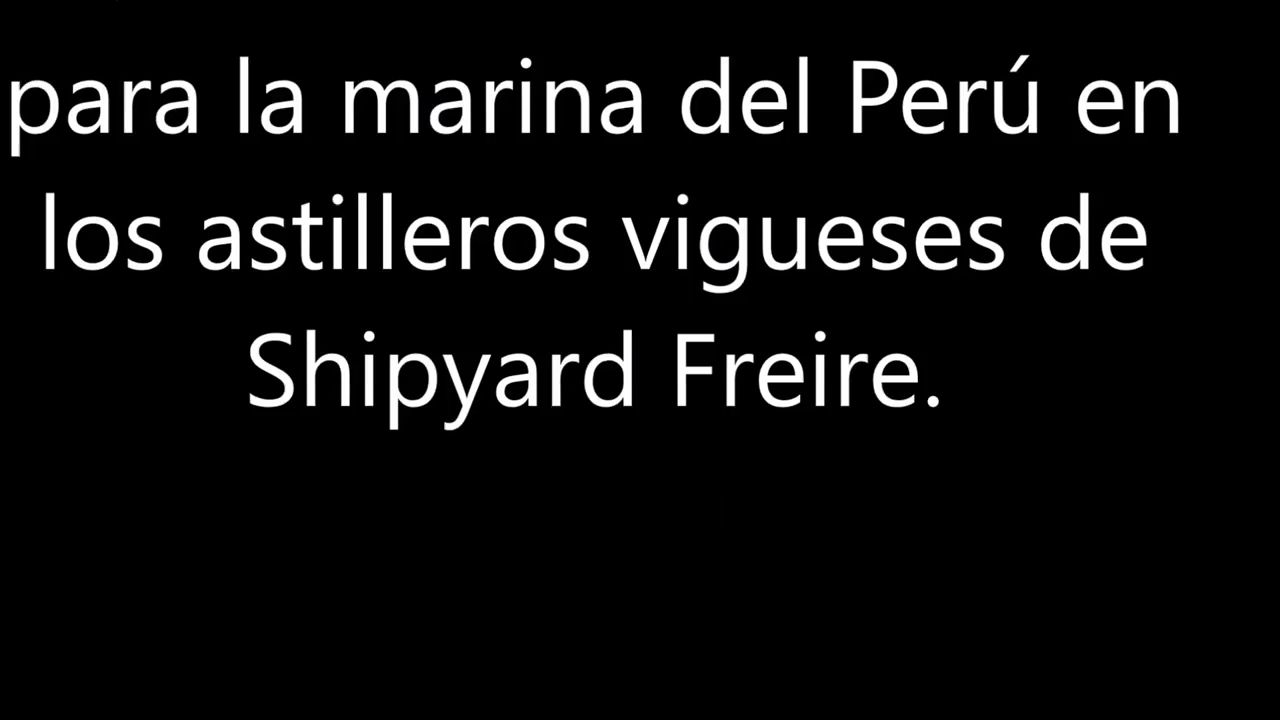 para la marina del Perú en
los astilleros vigueses de
Shipyard Freire.